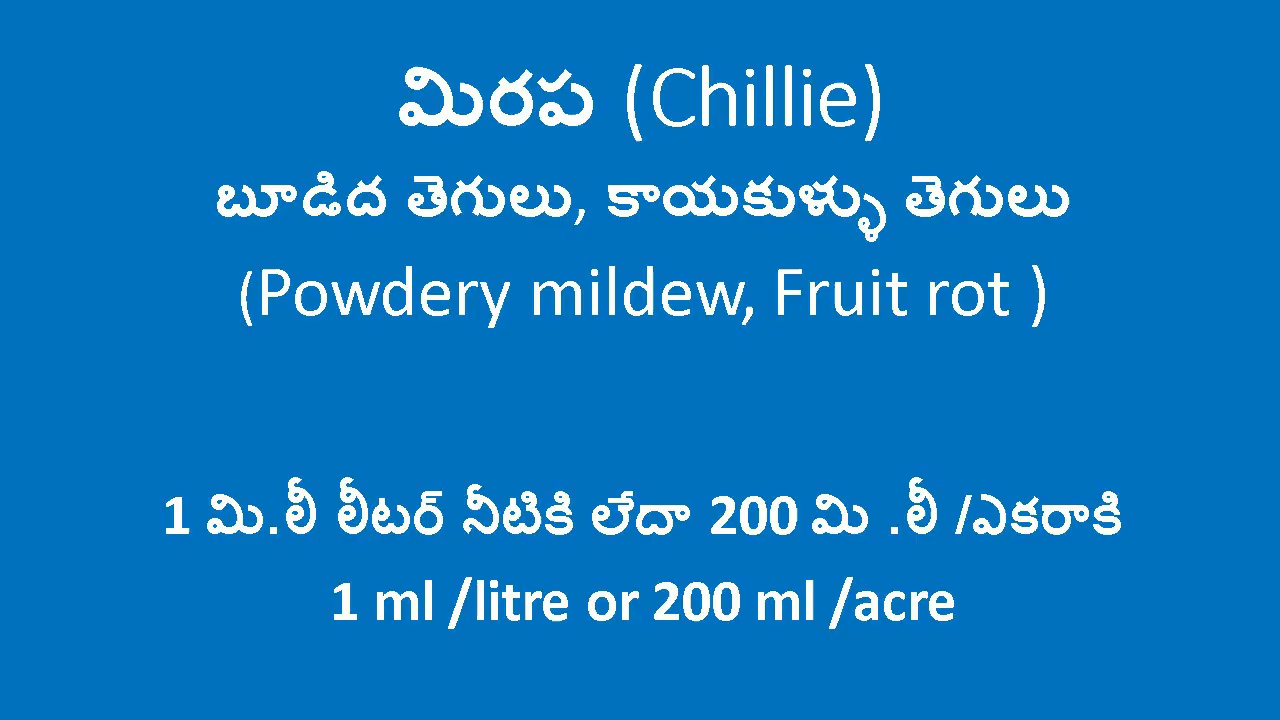 మిరప (Chillie)
బూడిద తెగులు, కాయకుళ్ళు తెగులు
(Powdery mildew, Fruit rot )
1 మి.లీ లీటర్ నీటికి లేదా 200 మి .లీ /ఎకరాకి
1 ml /litre or 200 ml /acre